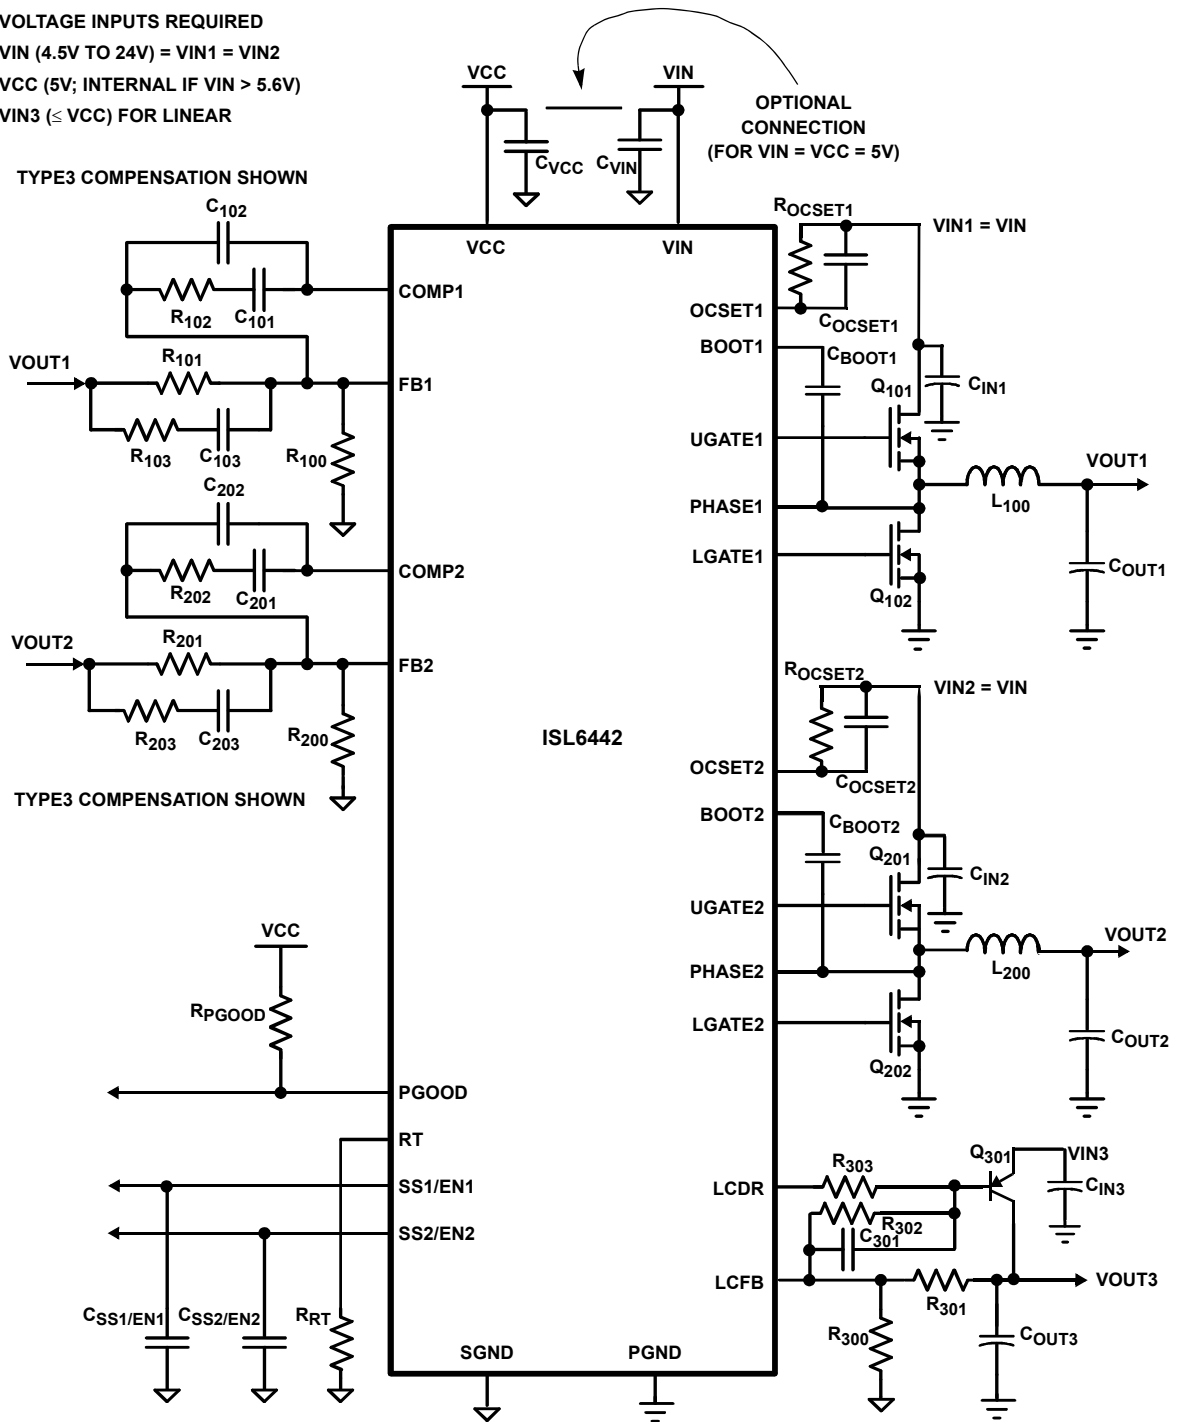 VOLTAGE INPUTS REQUIRED
VIN (4.5V TO 24V) = VIN1 = VIN2
VCC (5V; INTERNAL IF VIN > 5.6V)
VIN3 (≤ VCC) FOR LINEAR
VCC
VIN
OPTIONAL
CONNECTION
(FOR VIN = VCC = 5V)
CVCC
CVIN
TYPE3 COMPENSATION SHOWN
C102
R102
C101
VOUT1
R101
R103
C103
R100
C202
R202
C201
VOUT2
R201
R203
C203
R200
TYPE3 COMPENSATION SHOWN
VCC
RPGOOD
CSS1/EN1
CSS2/EN2
RRT
VCC
VIN
COMP1
FB1
COMP2
FB2
ISL6442
PGOOD
RT
SS1/EN1
SS2/EN2
SGND
PGND
OCSET1
BOOT1
UGATE1
PHASE1
LGATE1
OCSET2
BOOT2
UGATE2
PHASE2
LGATE2
LCDR
LCFB
ROCSET1
VIN1 = VIN
COCSET1
CBOOT1
Q101
CIN1
VOUT1
L100
Q102
COUT1
ROCSET2
VIN2 = VIN
COCSET2
CBOOT2
Q201
CIN2
VOUT2
L200
Q202
COUT2
R303
Q301
VIN3
CIN3
R302
C301
VOUT3
R301
R300
COUT3